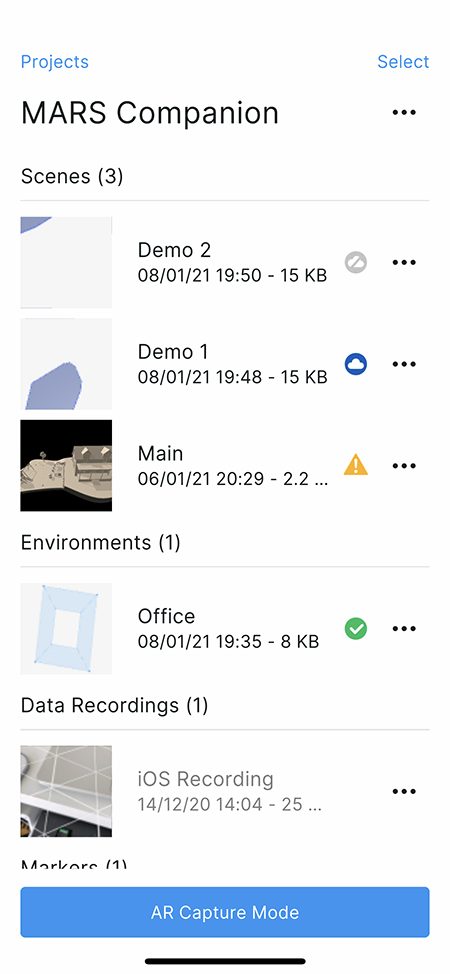 Projects Select
MARS Companion
Scenes (3)
Demo 2
08/01/21 19:50 - 15 KB
Demo 1
08/01/21 19:48 - 15 KB
Main
06/01/21 20:29 - 2.2 ...
Environments (1)
Office
08/01/21 19:35 - 8 KB
Data Recordings (1)
iOS Recording
14/12/20 14:04 - 25 ...
Markers (1)
AR Capture Mode